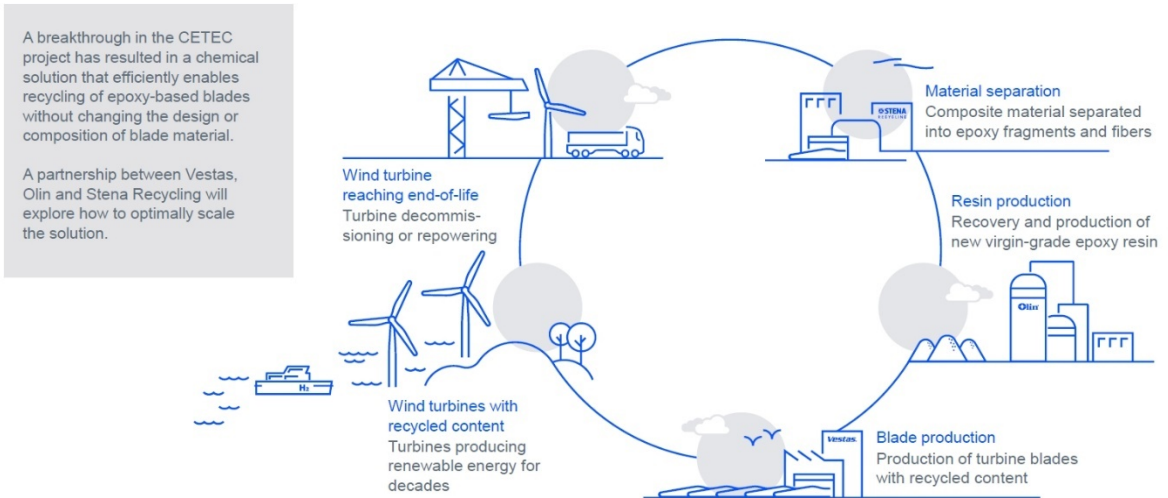 A breakthrough in the CETEC
project has resulted in a chemical
solution that efficiently enables
recycling of epoxy-based blades
without changing the design or
composition of blade material.
A partnership between Vestas,
Olin and Stena Recycling will
explore how to optimally scale
the solution.
Wind turbine
reaching end-of-life
Turbine decommis-
sioning or repowering
STENA
RECYCLING
Material separation
Composite material separated
into epoxy fragments and fibers
Resin production
Recovery and production of
new virgin-grade epoxy resin
Olin
Blade production
Production of turbine blades
with recycled content
Vestas.
Wind turbines with
recycled content
Turbines producing
renewable energy for
decades
H₂